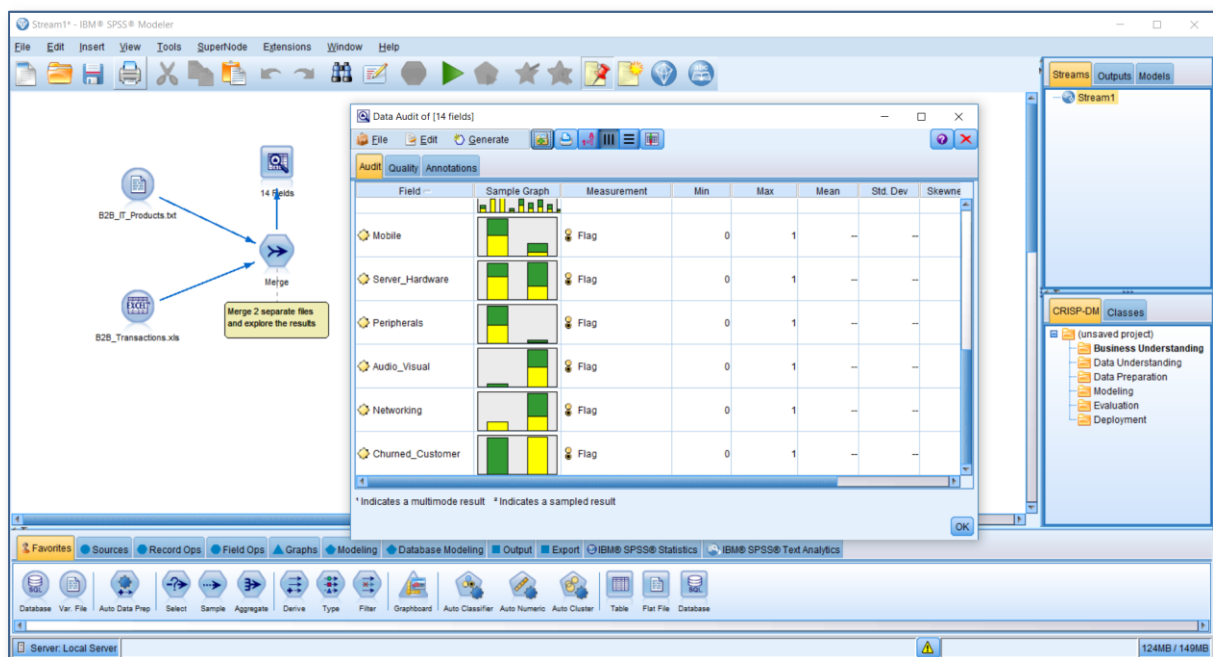 Stream1* - IBM® SPSS® Modeler
File Edit Insert View Tools SuperNode Extensions Window Help
Streams Outputs Models
Stream1
Data Audit of [14 fields]
File Edit Generate
Audit Quality Annotations
Field Sample Graph Measurement Min Max Mean Std. Dev Skewne
Mobile Flag 0 1 -- --
Server_Hardware Flag 0 1 -- --
Peripherals Flag 0 1 -- --
Audio_Visual Flag 0 1 -- --
Networking Flag 0 1 -- --
Churned_Customer Flag 0 1 -- --
¹ Indicates a multimode result ² Indicates a sampled result
OK
B2B_IT_Products.txt
14 Fields
Merge
Merge 2 separate files
and explore the results
EXCEL
B2B_Transactions.xls
CRISP-DM Classes
(unsaved project)
Business Understanding
Data Understanding
Data Preparation
Modeling
Evaluation
Deployment
Favorites Sources Record Ops Field Ops Graphs Modeling Database Modeling Output Export IBM® SPSS® Statistics IBM® SPSS® Text Analytics
SQL
SQL
Database Var. File Auto Data Prep Select Sample Aggregate Derive Type Filter Graphboard Auto Classifier Auto Numeric Auto Cluster Table Flat File Database
Server: Local Server
124MB / 149MB